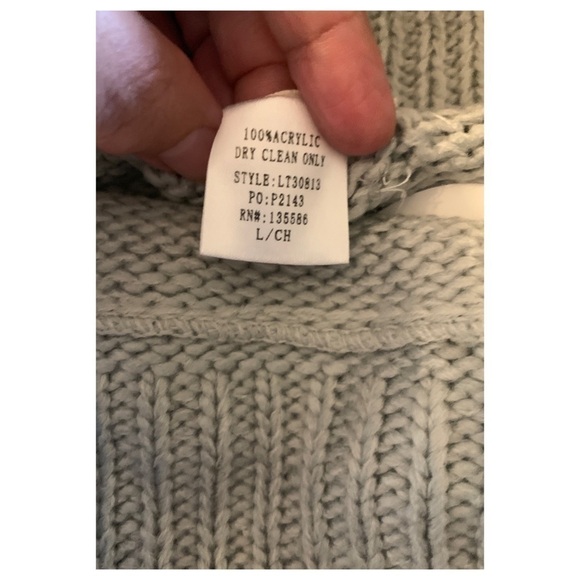 100%ACRYLIC
DRY CLEAN ONLY
STYLE:LT30813
PO:P2143
RN#:135586
L/CH